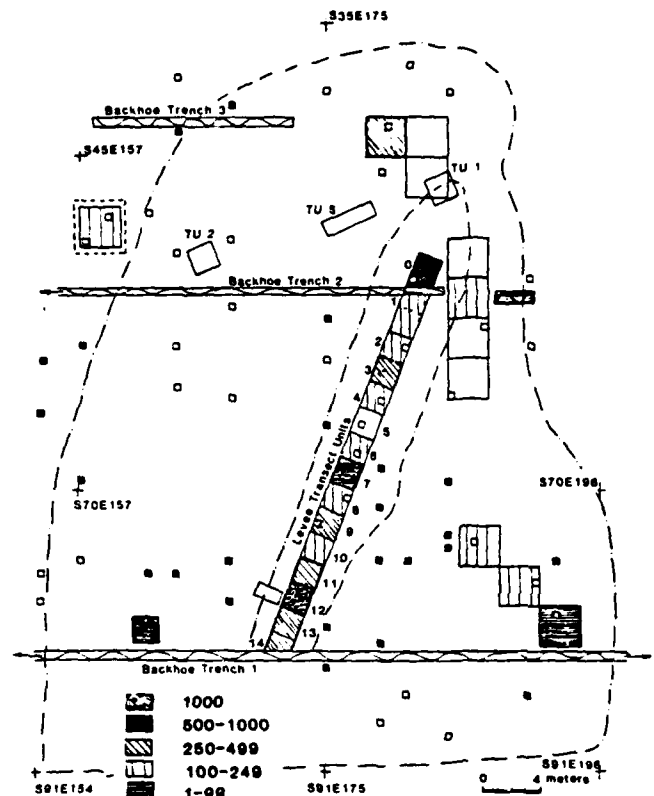 S35E175
Backhoe Trench 3
S45E157
TU 1
TU 5
TU 2
0
Backhoe Trench 2
1
2
3
4
5
6
7
8
9
10
11
12
13
14
Levee Transect Units
S70E157
S70E196
Backhoe Trench 1
1000
500-1000
250-499
100-249
1-99
S91E154
S91E175
S91E196
0 4 meters